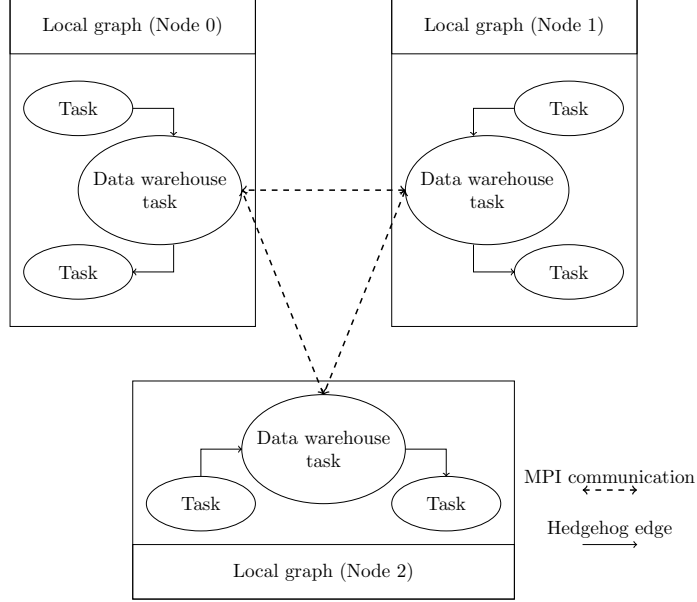 Local graph (Node 0)
Task
Data warehouse
task
Task
Local graph (Node 1)
Task
Data warehouse
task
Task
Data warehouse
task
Task
Task
Local graph (Node 2)
MPI communication
Hedgehog edge